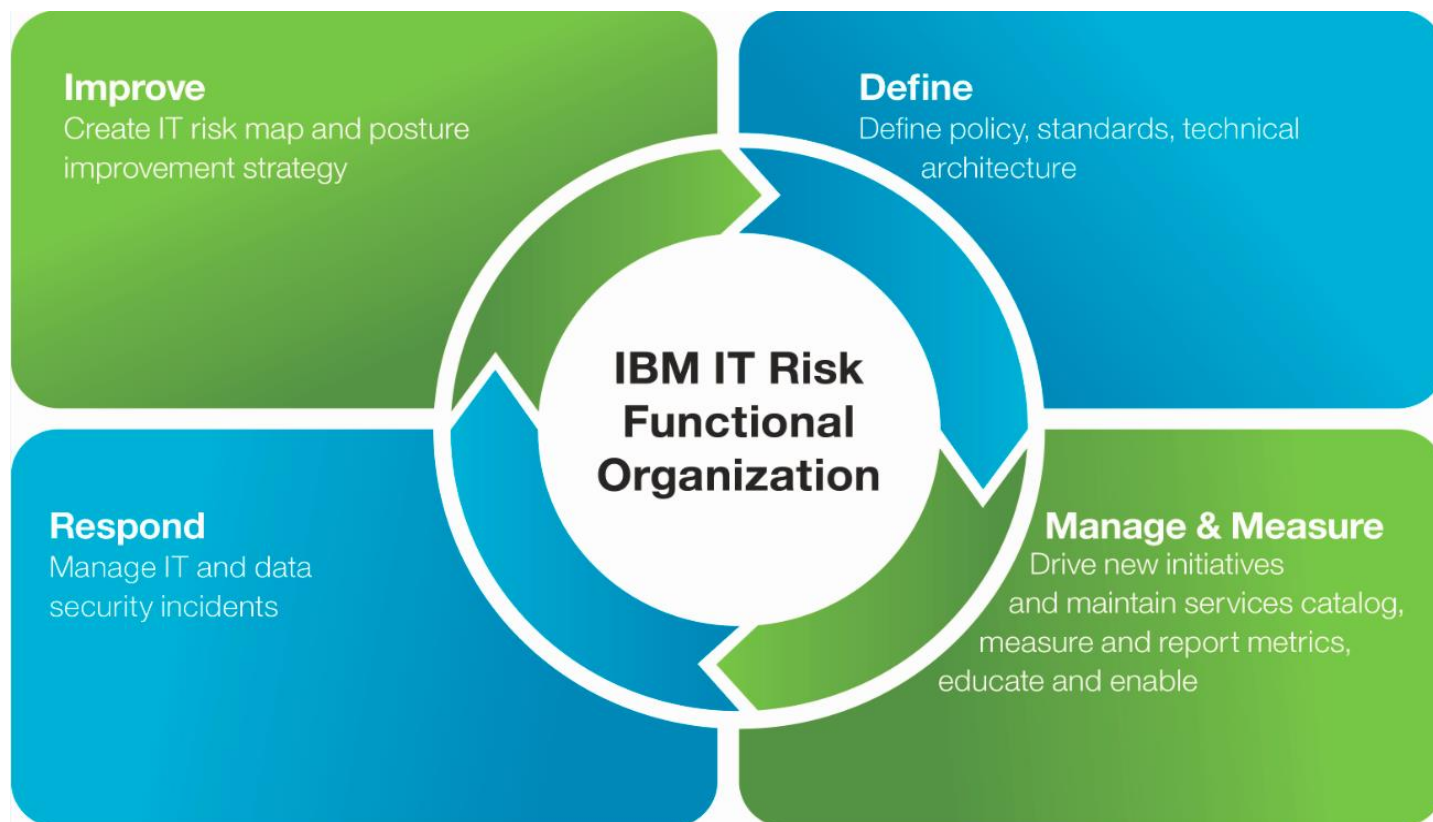 Improve
Create IT risk map and posture
improvement strategy
Define
Define policy, standards, technical
architecture
IBM IT Risk
Functional
Organization
Respond
Manage IT and data
security incidents
Manage & Measure
Drive new initiatives
and maintain services catalog,
measure and report metrics,
educate and enable